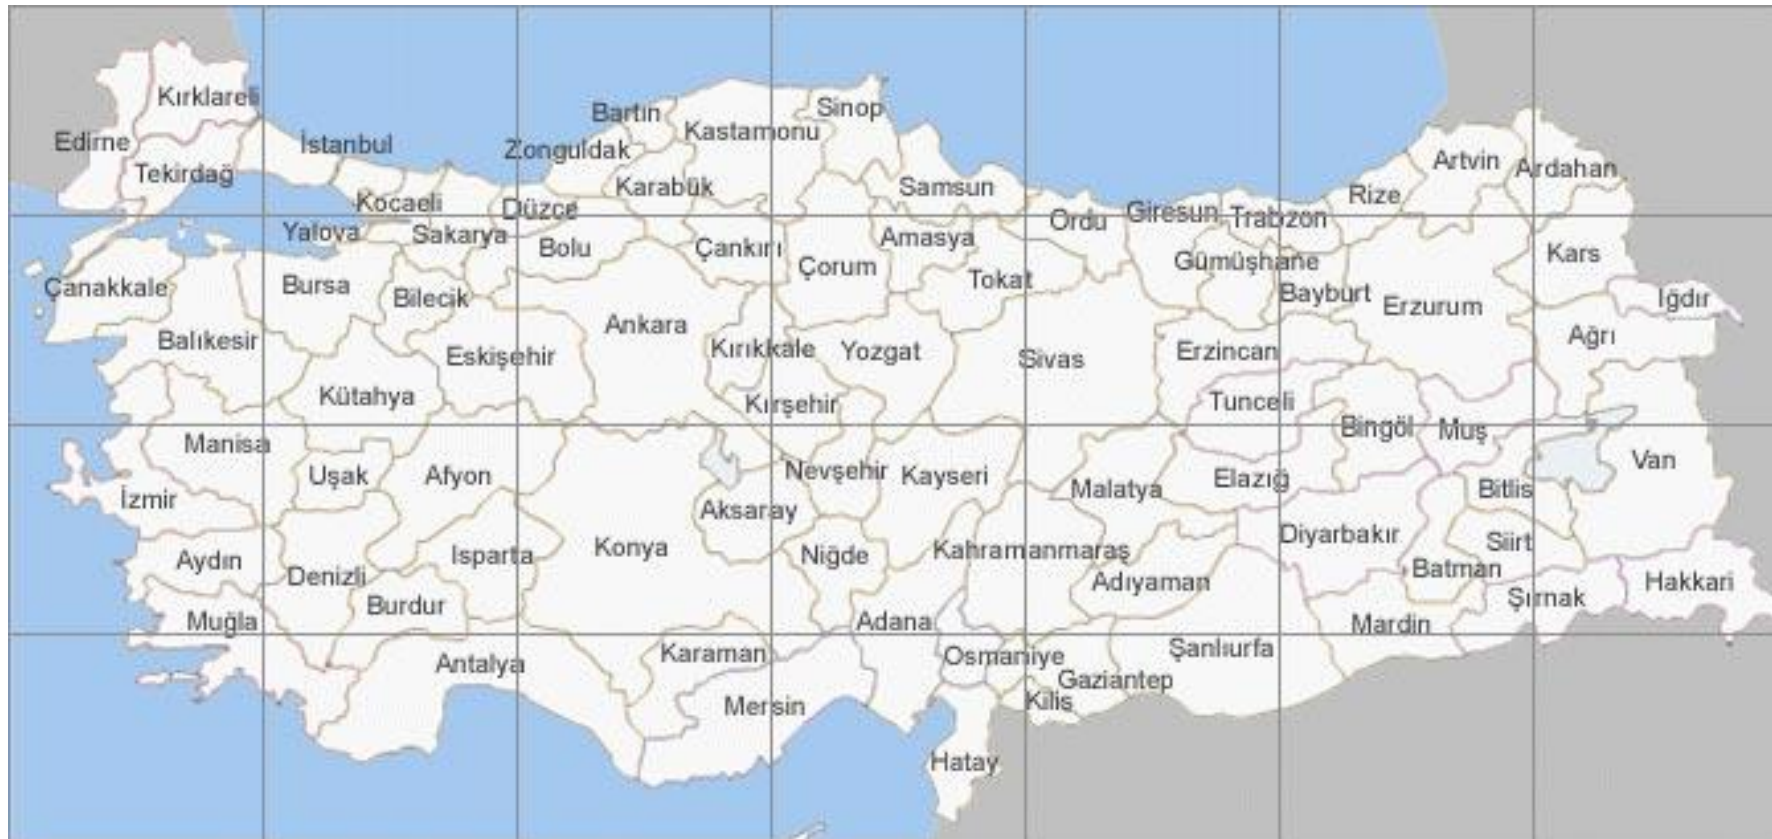 Kırklareli
Sinop
Bartın
Kastamonu
Edirne
İstanbul
Zonguldak
Artvin
Ardahan
Tekirdağ
Karabük
Samsun
Rize
Kocaeli
Düzce
Giresun
Trabzon
Ordu
Yalova
Sakarya
Bolu
Çankırı
Amasya
Kars
Çorum
Gümüşhane
Çanakkale
Bursa
Bilecik
Tokat
Bayburt
Erzurum
Iğdır
Ankara
Balıkesir
Eskişehir
Kırıkkale
Yozgat
Sivas
Erzincan
Ağrı
Kütahya
Kırşehir
Tunceli
Bingöl
Muş
Manisa
Van
Uşak
Afyon
Nevşehir
Kayseri
Elazığ
Malatya
Bitlis
İzmir
Aksaray
Diyarbakır
Siirt
Konya
Niğde
Kahramanmaraş
Isparta
Aydın
Denizli
Adıyaman
Batman
Hakkari
Burdur
Şırnak
Muğla
Adana
Mardin
Karaman
Osmaniye
Şanlıurfa
Antalya
Gaziantep
Kilis
Mersin
Hatay